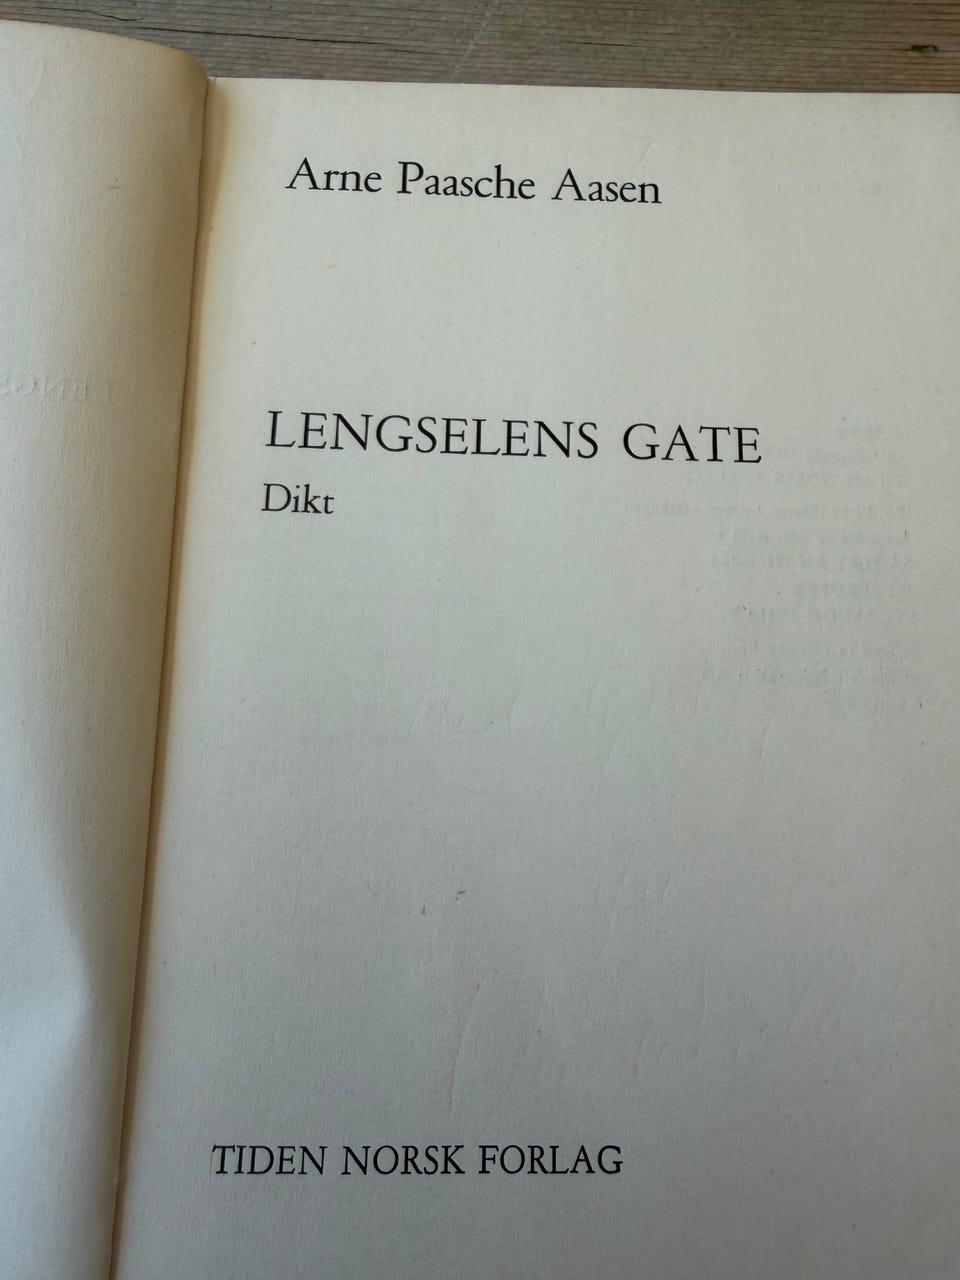 Arne Paasche Aasen
LENGSELENS GATE
Dikt
TIDEN NORSK FORLAG